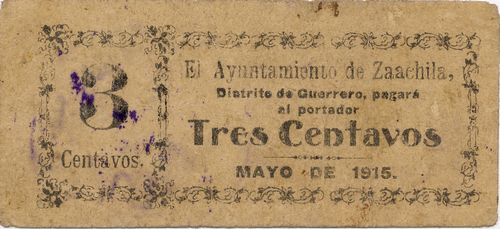 3
Centavos.
El Ayuntamiento de Zaachila,
Distrito de Guerrero, pagará
al portador
Tres Centavos
MAYO DE 1915.